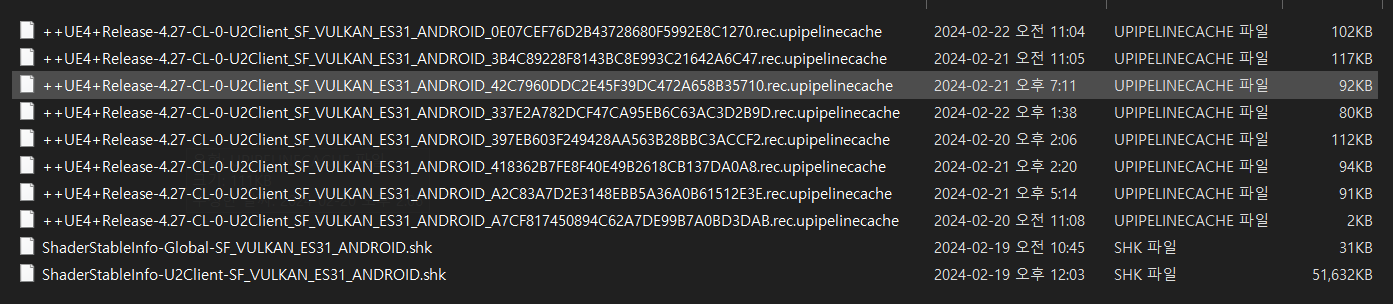 ++UE4+Release-4.27-CL-0-U2Client_SF_VULKAN_ES31_ANDROID_0E07CEF76D2B43728680F5992E8C1270.rec.upipelinecache 2024-02-22 오전 11:04 UPIPELINECACHE 파일 102KB
++UE4+Release-4.27-CL-0-U2Client_SF_VULKAN_ES31_ANDROID_3B4C89228F8143BC8E993C21642A6C47.rec.upipelinecache 2024-02-21 오전 11:05 UPIPELINECACHE 파일 117KB
++UE4+Release-4.27-CL-0-U2Client_SF_VULKAN_ES31_ANDROID_42C7960DDC2E45F39DC472A658B35710.rec.upipelinecache 2024-02-21 오후 7:11 UPIPELINECACHE 파일 92KB
++UE4+Release-4.27-CL-0-U2Client_SF_VULKAN_ES31_ANDROID_337E2A782DCF47CA95EB6C63AC3D2B9D.rec.upipelinecache 2024-02-22 오후 1:38 UPIPELINECACHE 파일 80KB
++UE4+Release-4.27-CL-0-U2Client_SF_VULKAN_ES31_ANDROID_397EB603F249428AA563B28BBC3ACCF2.rec.upipelinecache 2024-02-20 오후 2:06 UPIPELINECACHE 파일 112KB
++UE4+Release-4.27-CL-0-U2Client_SF_VULKAN_ES31_ANDROID_418362B7FE8F40E49B2618CB137DA0A8.rec.upipelinecache 2024-02-21 오후 2:20 UPIPELINECACHE 파일 94KB
++UE4+Release-4.27-CL-0-U2Client_SF_VULKAN_ES31_ANDROID_A2C83A7D2E3148EBB5A36A0B61512E3E.rec.upipelinecache 2024-02-21 오후 5:14 UPIPELINECACHE 파일 91KB
++UE4+Release-4.27-CL-0-U2Client_SF_VULKAN_ES31_ANDROID_A7CF817450894C62A7DE99B7A0BD3DAB.rec.upipelinecache 2024-02-20 오전 11:08 UPIPELINECACHE 파일 2KB
ShaderStableInfo-Global-SF_VULKAN_ES31_ANDROID.shk 2024-02-19 오전 10:45 SHK 파일 31KB
ShaderStableInfo-U2Client-SF_VULKAN_ES31_ANDROID.shk 2024-02-19 오후 12:03 SHK 파일 51,632KB